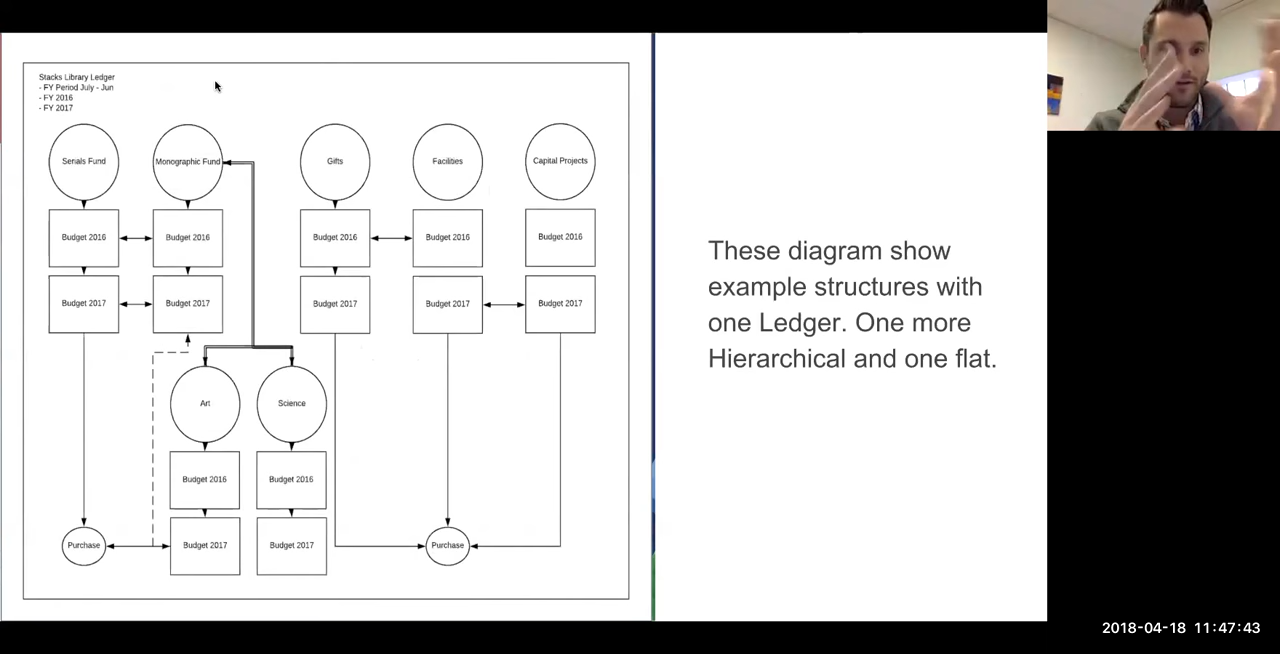 Stacks Library Ledger
- FY Period July - Jun
- FY 2016
- FY 2017
Serials Fund
Monographic Fund
Gifts
Facilities
Capital Projects
Budget 2016
Budget 2016
Budget 2016
Budget 2016
Budget 2016
Budget 2017
Budget 2017
Budget 2017
Budget 2017
Budget 2017
Art
Science
Budget 2016
Budget 2016
Purchase
Budget 2017
Budget 2017
Purchase
These diagram show
example structures with
one Ledger. One more
Hierarchical and one flat.
2018-04-18 11:47:43